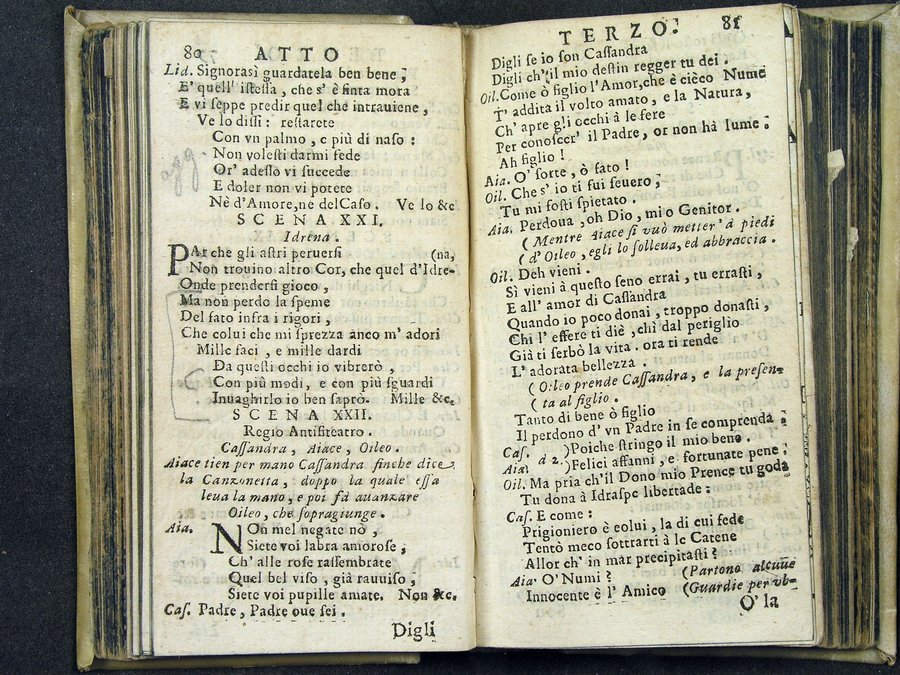 80 ATTO
Lid. Signorasì guardatela ben bene ;
E' quell' istessa , che s' è finta mora
E vi seppe predir quel che intrauiene ,
Ve lo dissi : restarete
Con vn palmo , e più di naso :
Non volesti darmi fede
Or' adesso vi succede
E doler non vi potete
Nè d'Amore, ne del Caso . Ve lo &c
SCENA XXI.
Idrena .
PAr che gli astri peruersi (na,
Non trouino altro Cor, che quel d'Idre-
Onde prendersi gioco ,
Ma non perdo la speme
Del fato infra i rigori ,
Che colui che mi sprezza anco m' adori
Mille faci , e mille dardi
Da questi occhi io vibrerò ,
Con più modi, e con più sguardi
Inuaghirlo io ben saprò. Mille &c.
SCENA XXII.
Regio Antifiteatro .
Cassandra , Aiace , Oileo .
Aiace tien per mano Cassandra finche dice
la Canzonetta , doppo la quale essa
leua la mano, e poi fà auanzare
Oileo, che sopragiunge .
Aia. NOn mel negate nò ,
Siete voi labra amorose ,
Ch' alle rose rassembrate
Quel bel viso , già rauuiso ,
Siete voi pupille amate. Non &c.
Cas. Padre, Padre oue sei .
Digli
TERZO. 81
Digli se io son Cassandra
Digli ch' il mio destin regger tu dei .
Oil. Come ò figlio l'Amor, che è cièco Nume
T' addita il volto amato , e la Natura ,
Ch' apre gli occhi à le fere
Per conoscer' il Padre, or non hà lume ;
Ah figlio !
Aia. O' sorte , ò fato !
Oil. Che s' io ti fui seuero ,
Tu mi fosti spietato .
Aia. Perdona , oh Dio , mio Genitor .
( Mentre Aiace si vuò metter' à piedi
( d' Oileo , egli lo solleua, ed abbraccia .
Oil. Deh vieni .
Sì vieni à questo seno errai , tu errasti ,
E all' amor di Cassandra
Quando io poco donai , troppo donasti ,
Chi l' essere ti diè , chì dal periglio
Già ti serbò la vita . ora ti rende
L' adorata bellezza .
( Oileo prende Cassandra , e la presen-
( ta al figlio .
Tanto di bene ò figlio
Il perdono d' vn Padre in se comprenda ;
Cas. à 2. )Poiche stringo il mio bene .
Aia. )Felici affanni , e fortunate pene ;
Oil. Ma pria ch'il Dono mio Prence tu goda
Tu dona à Idraspe libertade :
Cas. E come :
Prigioniero è colui , la di cui fede
Tentò meco sottrarti à le Catene
Allor ch' in mar precipitasti ?
Aia. O' Numi ? (Partono alcune
Innocente è l' Amico (Guardie per vb-
O' la